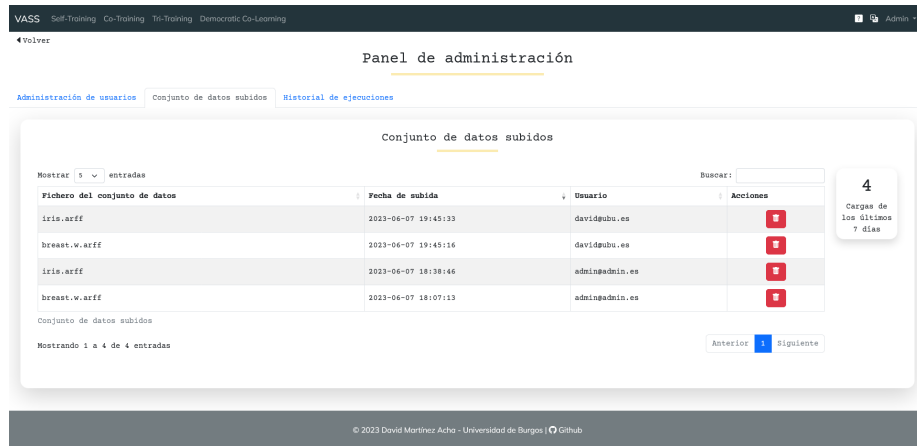 VASS Self-Training Co-Training Tri-Training Democratic Co-Learning Admin
Volver
Panel de administración
Administración de usuarios Conjunto de datos subidos Historial de ejecuciones
Conjunto de datos subidos
Mostrar 5 entradas Buscar:
Fichero del conjunto de datos Fecha de subida Usuario Acciones
iris.arff 2023-06-07 19:45:33 david@ubu.es
breast.w.arff 2023-06-07 19:45:16 david@ubu.es
iris.arff 2023-06-07 18:38:46 admin@admin.es
breast.w.arff 2023-06-07 18:07:13 admin@admin.es
4
Cargas de
los últimos
7 días
Conjunto de datos subidos
Mostrando 1 a 4 de 4 entradas
Anterior 1 Siguiente
© 2023 David Martínez Acha - Universidad de Burgos | Github